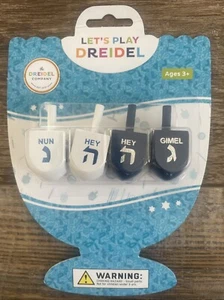 LET'S PLAY
DREIDEL
DREIDEL
COMPANY
Ages 3+
NUN HEY HEY GIMEL
נ ה ה ג
WARNING: